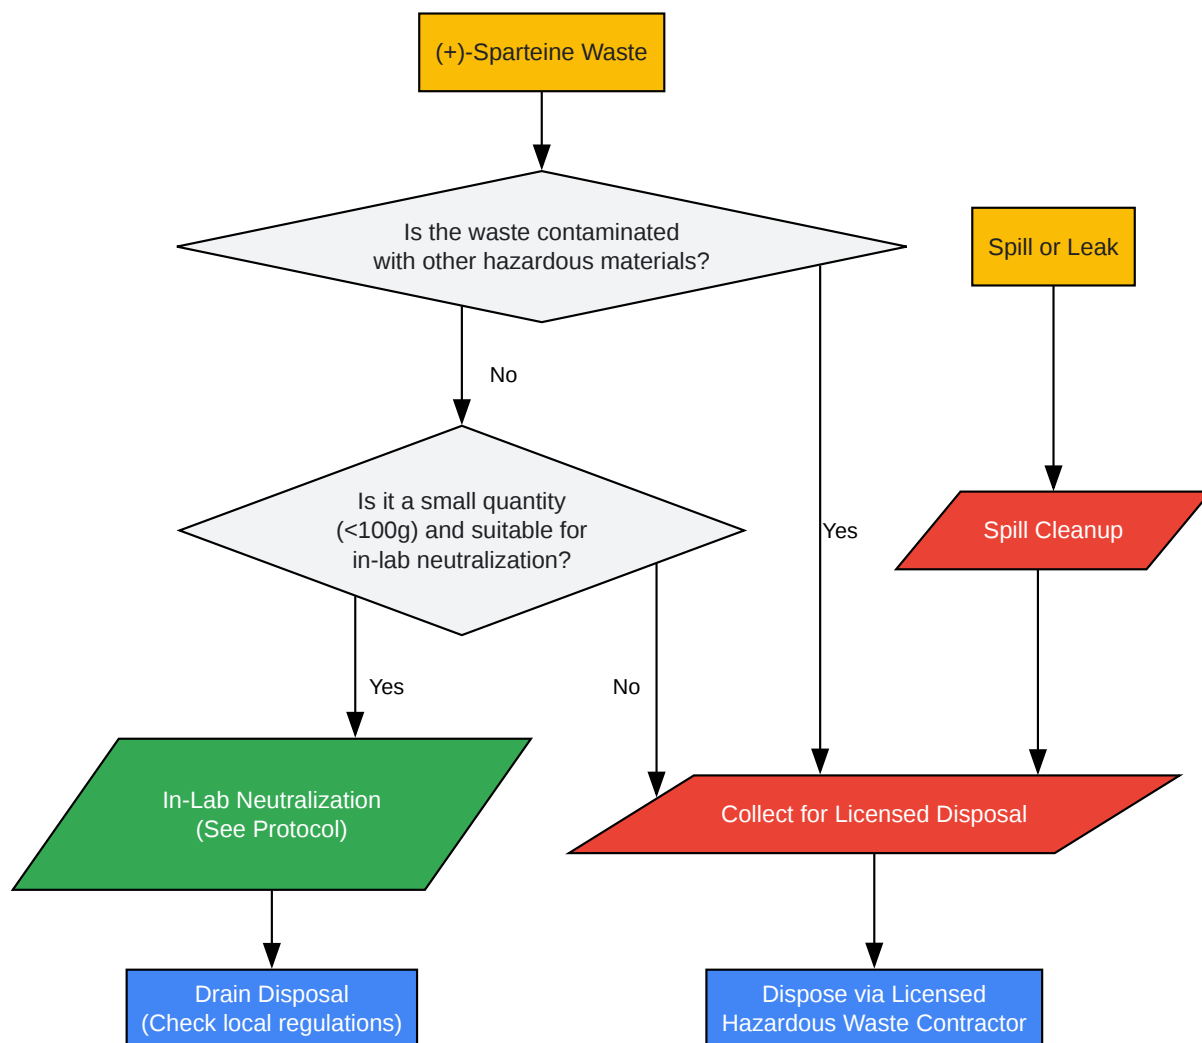 (+)-Sparteine Waste
Is the waste contaminated
with other hazardous materials?
Spill or Leak
No
Is it a small quantity
(<100g) and suitable for
in-lab neutralization?
Yes
Spill Cleanup
Yes
No
In-Lab Neutralization
(See Protocol)
Collect for Licensed Disposal
Drain Disposal
(Check local regulations)
Dispose via Licensed
Hazardous Waste Contractor